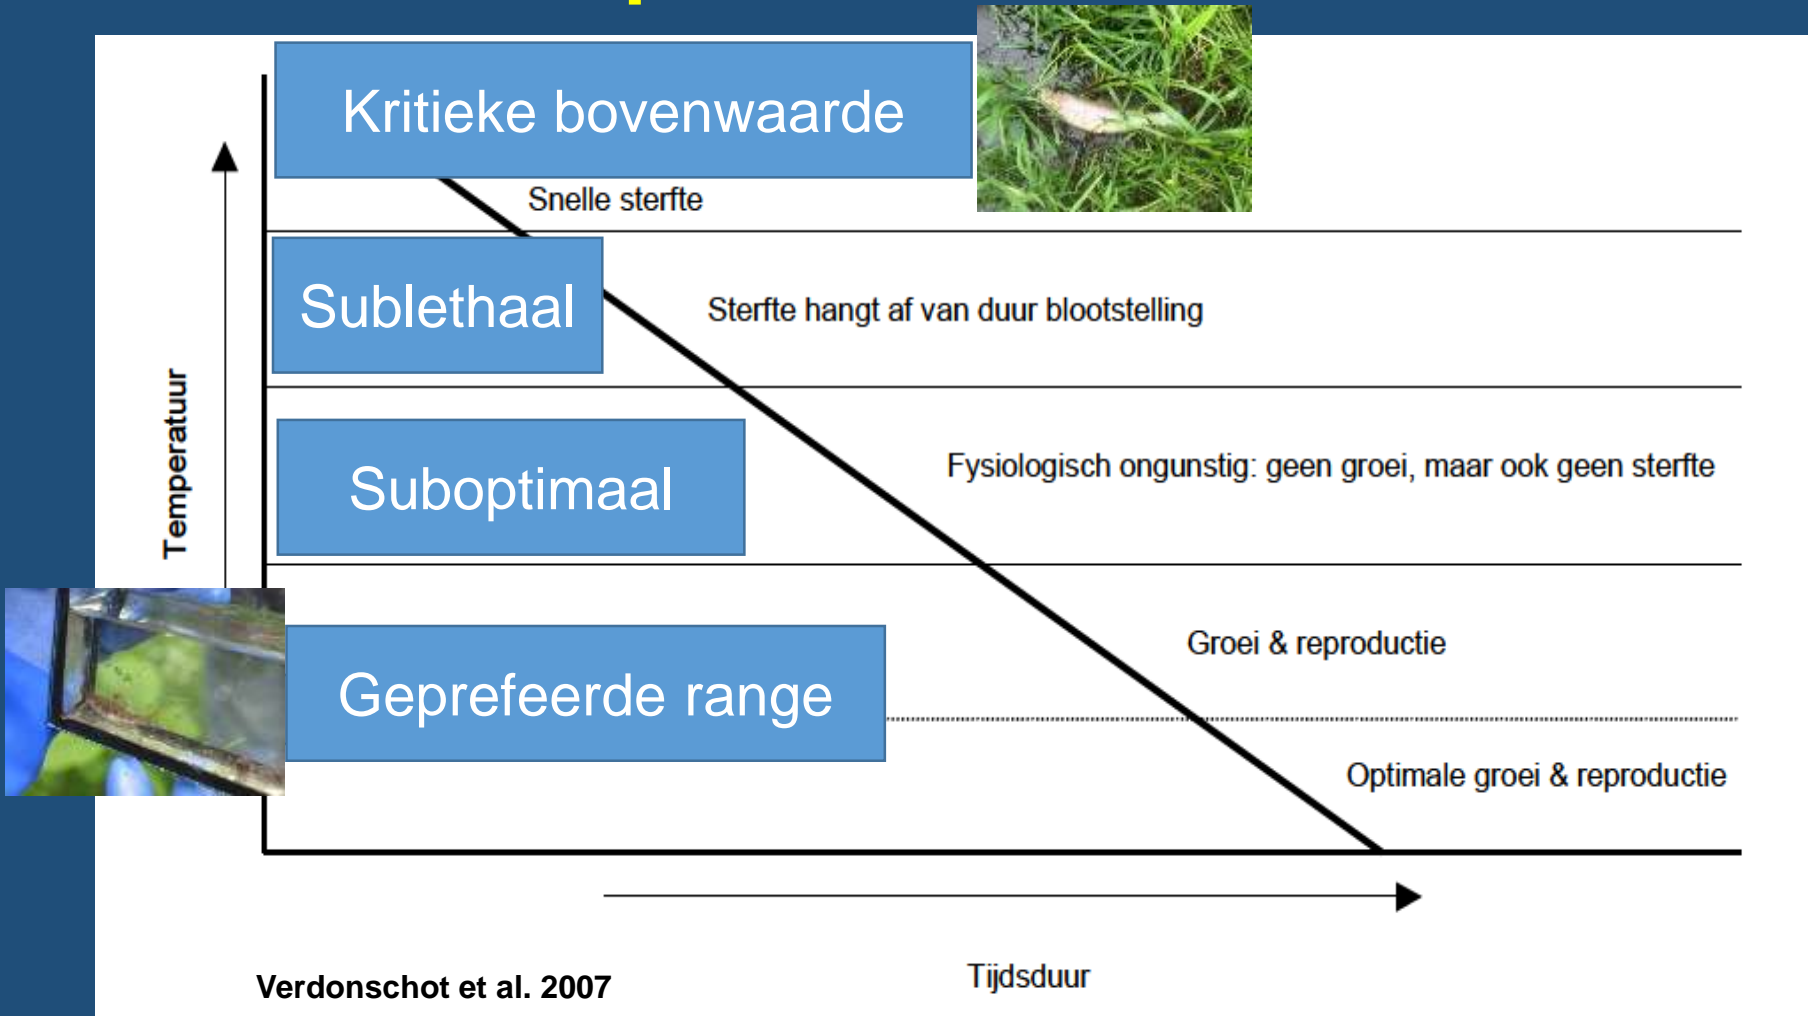 Kritieke bovenwaarde
Snelle sterfte
Sublethaal
Sterfte hangt af van duur blootstelling
Temperatuur
Suboptimaal
Fysiologisch ongunstig: geen groei, maar ook geen sterfte
Groei & reproductie
Geprefeerde range
Optimale groei & reproductie
Tijdsduur
Verdonschot et al. 2007